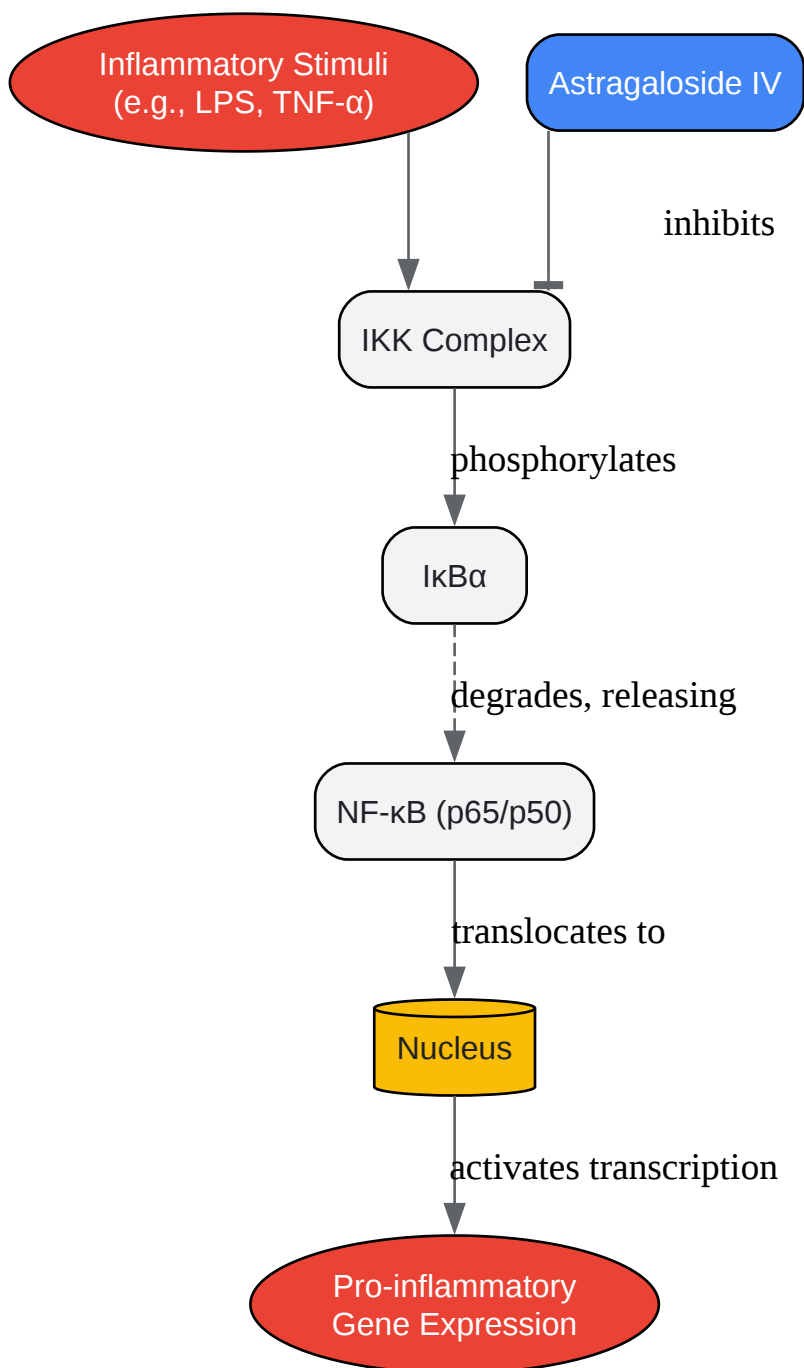 Inflammatory Stimuli
(e.g., LPS, TNF-α)
Astragaloside IV
inhibits
IKK Complex
phosphorylates
IκBα
degrades, releasing
NF-κB (p65/p50)
translocates to
Nucleus
activates transcription
Pro-inflammatory
Gene Expression